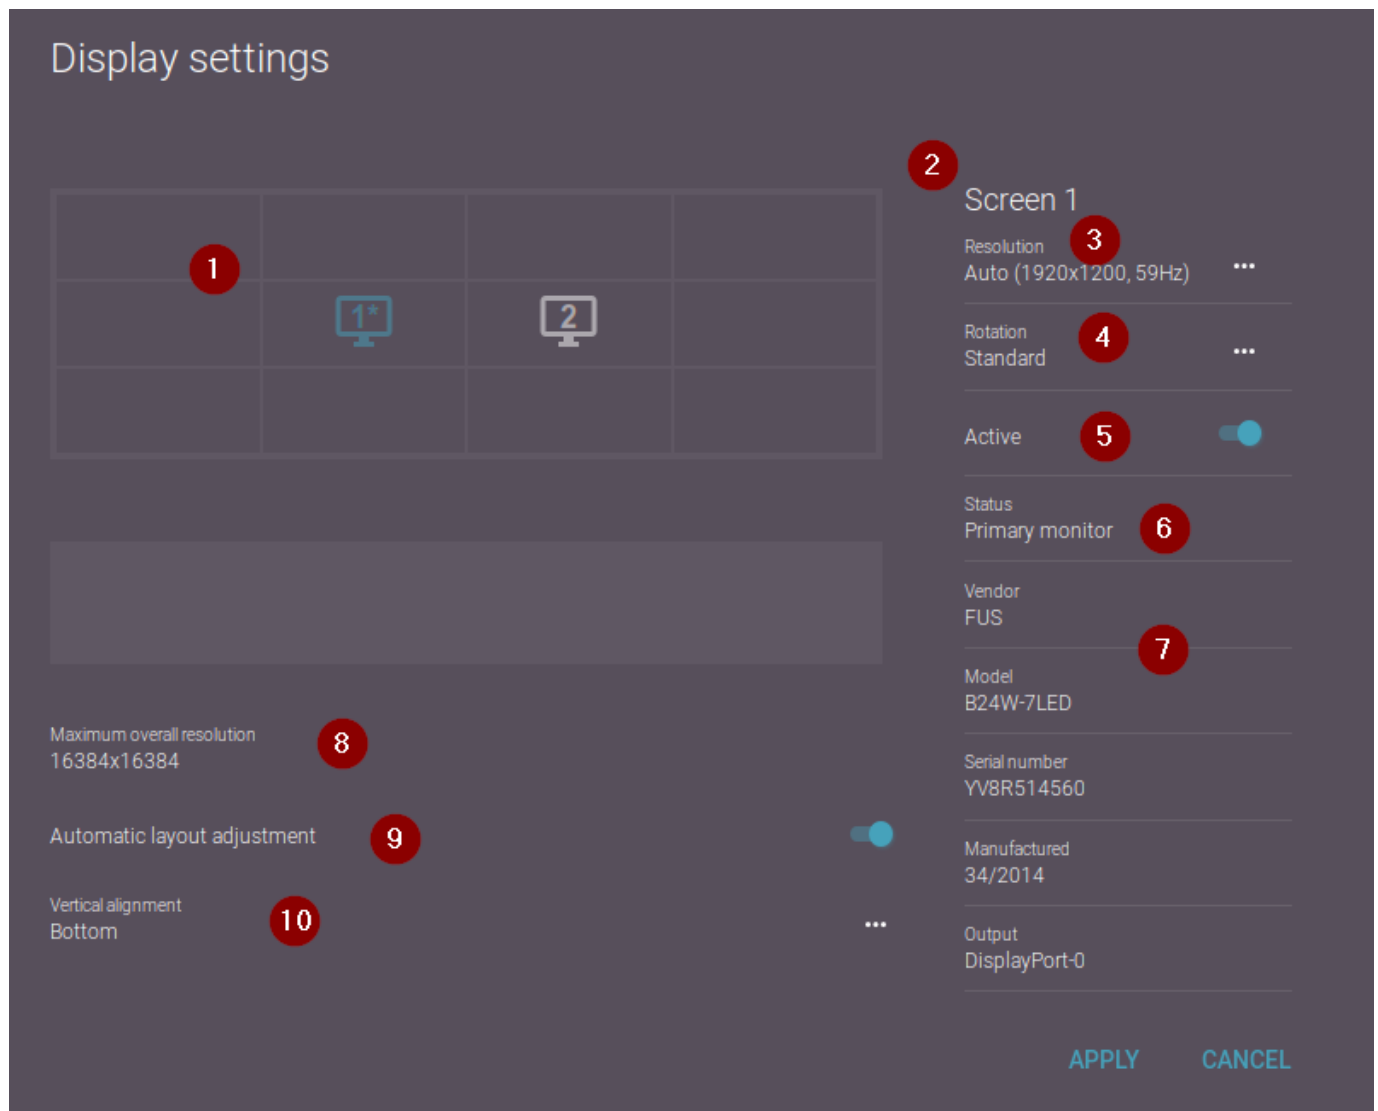 Display settings
1
1*
2
2
Screen 1
3
Resolution
Auto (1920x1200, 59Hz)
4
Rotation
Standard
5
Active
Status
Primary monitor
6
Vendor
FUS
7
Model
B24W-7LED
Serial number
YV8R514560
Manufactured
34/2014
Output
DisplayPort-0
Maximum overall resolution
16384x16384
8
Automatic layout adjustment
9
Vertical alignment
Bottom
10
APPLY
CANCEL